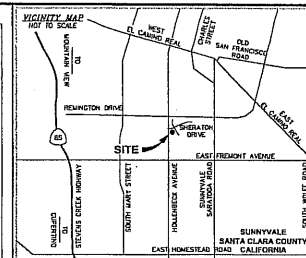 VICINITY MAP
NOT TO SCALE
TO
MOUNTAIN VIEW
WEST
EL CAMINO REAL
CHARLES
STREET
OLD
SAN FRANCISCO
ROAD
REMINGTON DRIVE
EAST
EL CAMINO REAL
85
SHERATON
DRIVE
SITE
EAST FREMONT AVENUE
TO
CUPERTINO
STEVENS CREEK HIGHWAY
SOUTH MARY STREET
HOLLENBECK AVENUE
SUNNYVALE
SARATOGA ROAD
SOUTH WOLFE ROAD
SUNNYVALE
SANTA CLARA COUNTY
CALIFORNIA
EAST HOMESTEAD ROAD